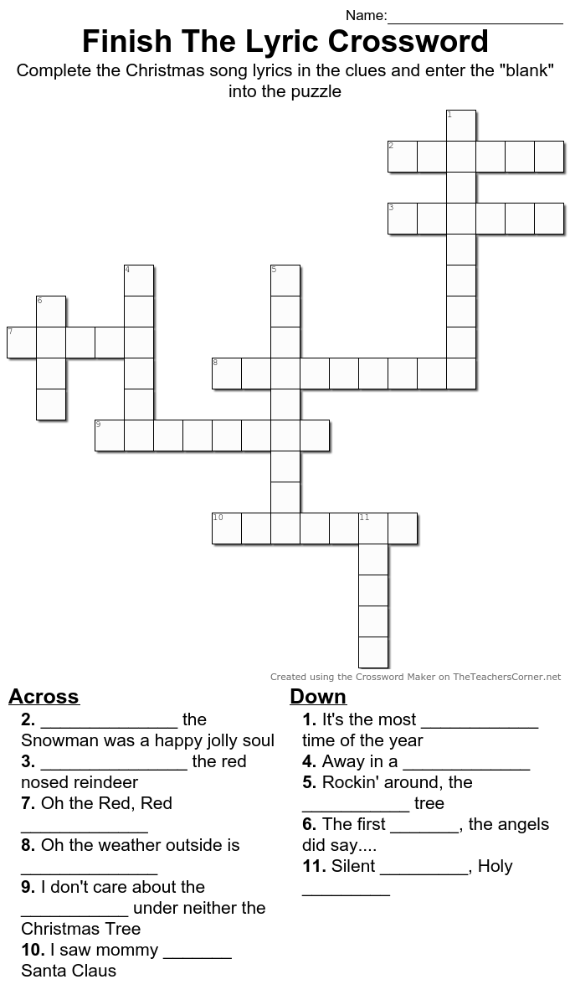 Name:____________________
Finish The Lyric Crossword
Complete the Christmas song lyrics in the clues and enter the "blank"
into the puzzle
1
2
3
4
5
6
7
8
9
10
11
Created using the Crossword Maker on TheTeachersCorner.net
Across
2. ______________ the
Snowman was a happy jolly soul
3. _______________ the red
nosed reindeer
7. Oh the Red, Red
_____________
8. Oh the weather outside is
______________
9. I don't care about the
___________ under neither the
Christmas Tree
10. I saw mommy _______
Santa Claus
Down
1. It's the most ____________
time of the year
4. Away in a _____________
5. Rockin' around, the
___________ tree
6. The first _______, the angels
did say....
11. Silent _________, Holy
_________